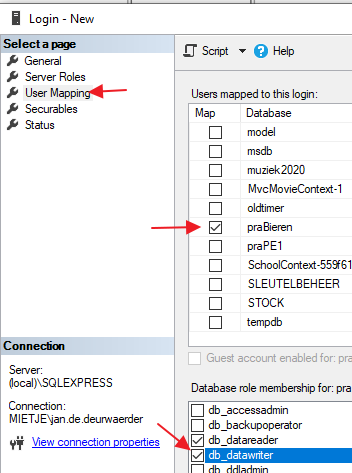 Login - New
Select a page
General
Server Roles
User Mapping
Securables
Status
Script
Help
Users mapped to this login:
Map Database
model
msdb
muziek2020
MvcMovieContext-1
oldtimer
praBieren
praPE1
SchoolContext-559f61
SLEUTELBEHEER
STOCK
tempdb
Guest account enabled for: pra
Connection
Server:
(local)\SQLEXPRESS
Connection:
MIETJE\jan.de.deurwaerder
View connection properties
Database role membership for: pra
db_accessadmin
db_backupoperator
db_datareader
db_datawriter
db_ddladmin